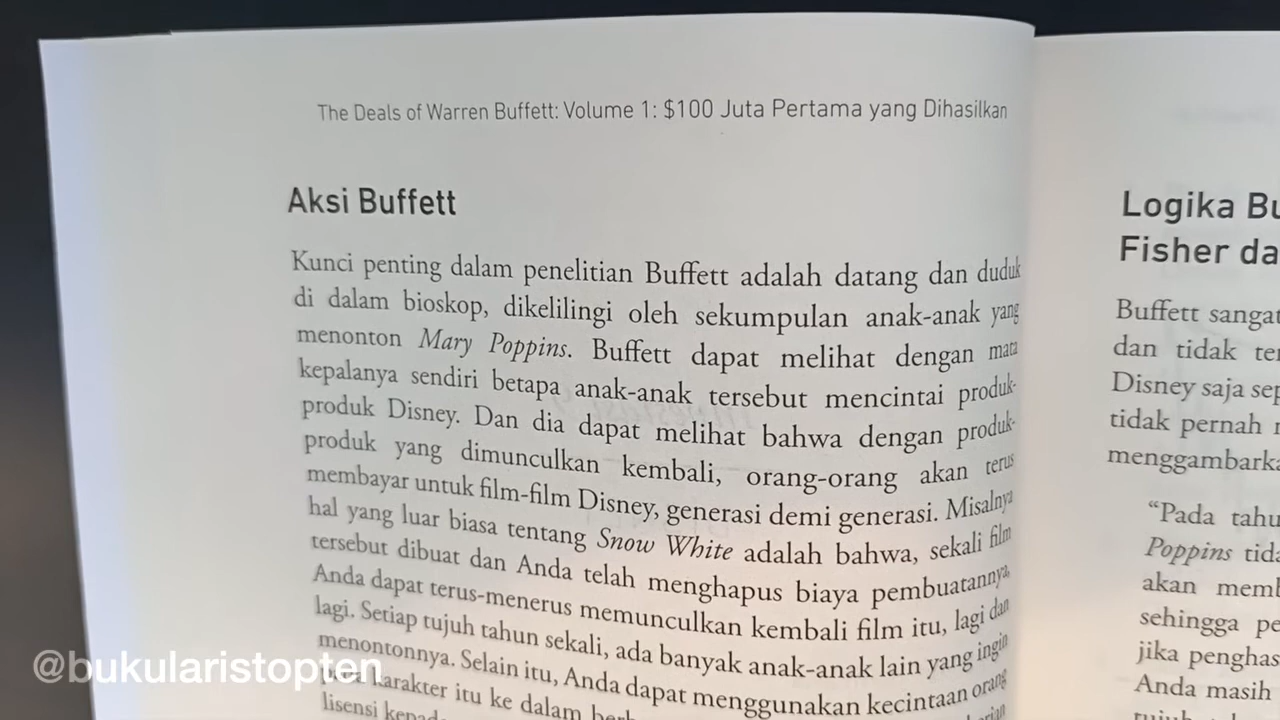 The Deals of Warren Buffett: Volume 1: $100 Juta Pertama yang Dihasilkan
Aksi Buffett
Kunci penting dalam penelitian Buffett adalah datang dan duduk
di dalam bioskop, dikelilingi oleh sekumpulan anak-anak yang
menonton Mary Poppins. Buffett dapat melihat dengan mata
kepalanya sendiri betapa anak-anak tersebut mencintai produk-
produk Disney. Dan dia dapat melihat bahwa dengan produk-
produk yang dimunculkan kembali, orang-orang akan terus
membayar untuk film-film Disney, generasi demi generasi. Misalnya
hal yang luar biasa tentang Snow White adalah bahwa, sekali film
tersebut dibuat dan Anda telah menghapus biaya pembuatannya,
Anda dapat terus-menerus memunculkan kembali film itu, lagi dan
lagi. Setiap tujuh tahun sekali, ada banyak anak-anak lain yang ingin
menontonnya. Selain itu, Anda dapat menggunakan kecintaan orang
karakter itu ke dalam
lisensi
Logika Bu
Fisher da
Buffett sangat
dan tidak te
Disney saja sep
tidak pernah
menggambarka
“Pada tahu
Poppins tida
akan memb
sehingga pe
jika penghas
Anda masih
@bukularistopten